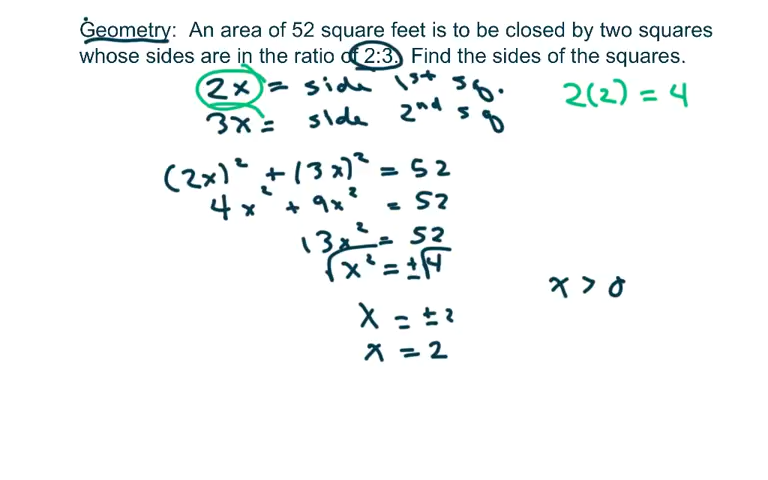 Geometry: An area of 52 square feet is to be closed by two squares
whose sides are in the ratio of 2:3. Find the sides of the squares.
2x = side 1st sq.
2(2) = 4
3x = side 2nd sq
(2x)² + (3x)² = 52
4x² + 9x² = 52
13x² = 52
√x² = ±√4
x > 0
x = ±2
x = 2